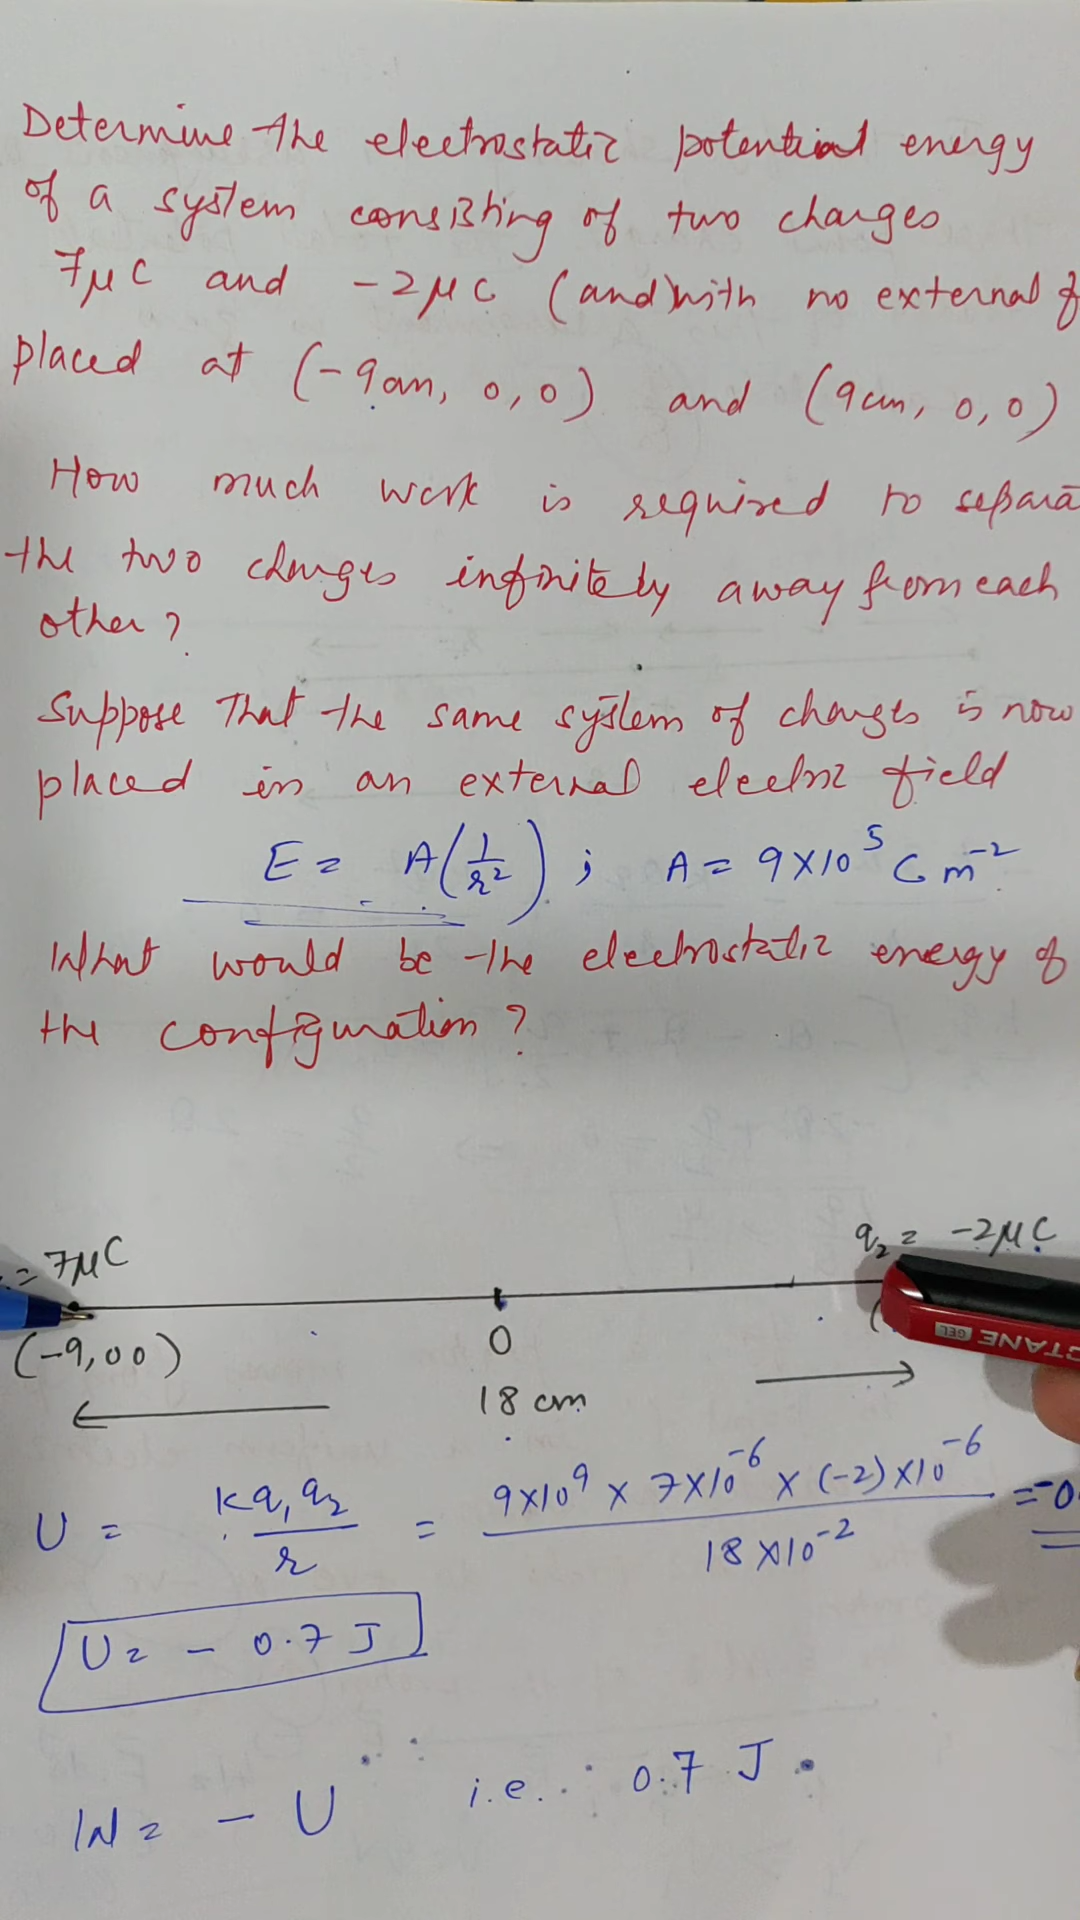 Determine the electrostatic potential energy
of a system consisting of two charges
7μC and -2μC (and) with no external f
placed at (-9cm, 0,0) and (9cm, 0,0)
How much work is required to separa
the two charges infinitely away from each
other?
Suppose that the same system of charges is now
placed in an external electric field
E = A(1/r²) ; A = 9×10⁵ C m⁻²
What would be the electrostatic energy of
the configuration?
= 7μC
q₂ = -2μC
(-9,00)
O
(
18 cm
U = Kq₁q₂/r = 9×10⁹ × 7×10⁻⁶ × (-2)×10⁻⁶ / 18×10⁻² = -0.
U = - 0.7 J
W = - U i.e. 0.7 J
OCTANE GEL